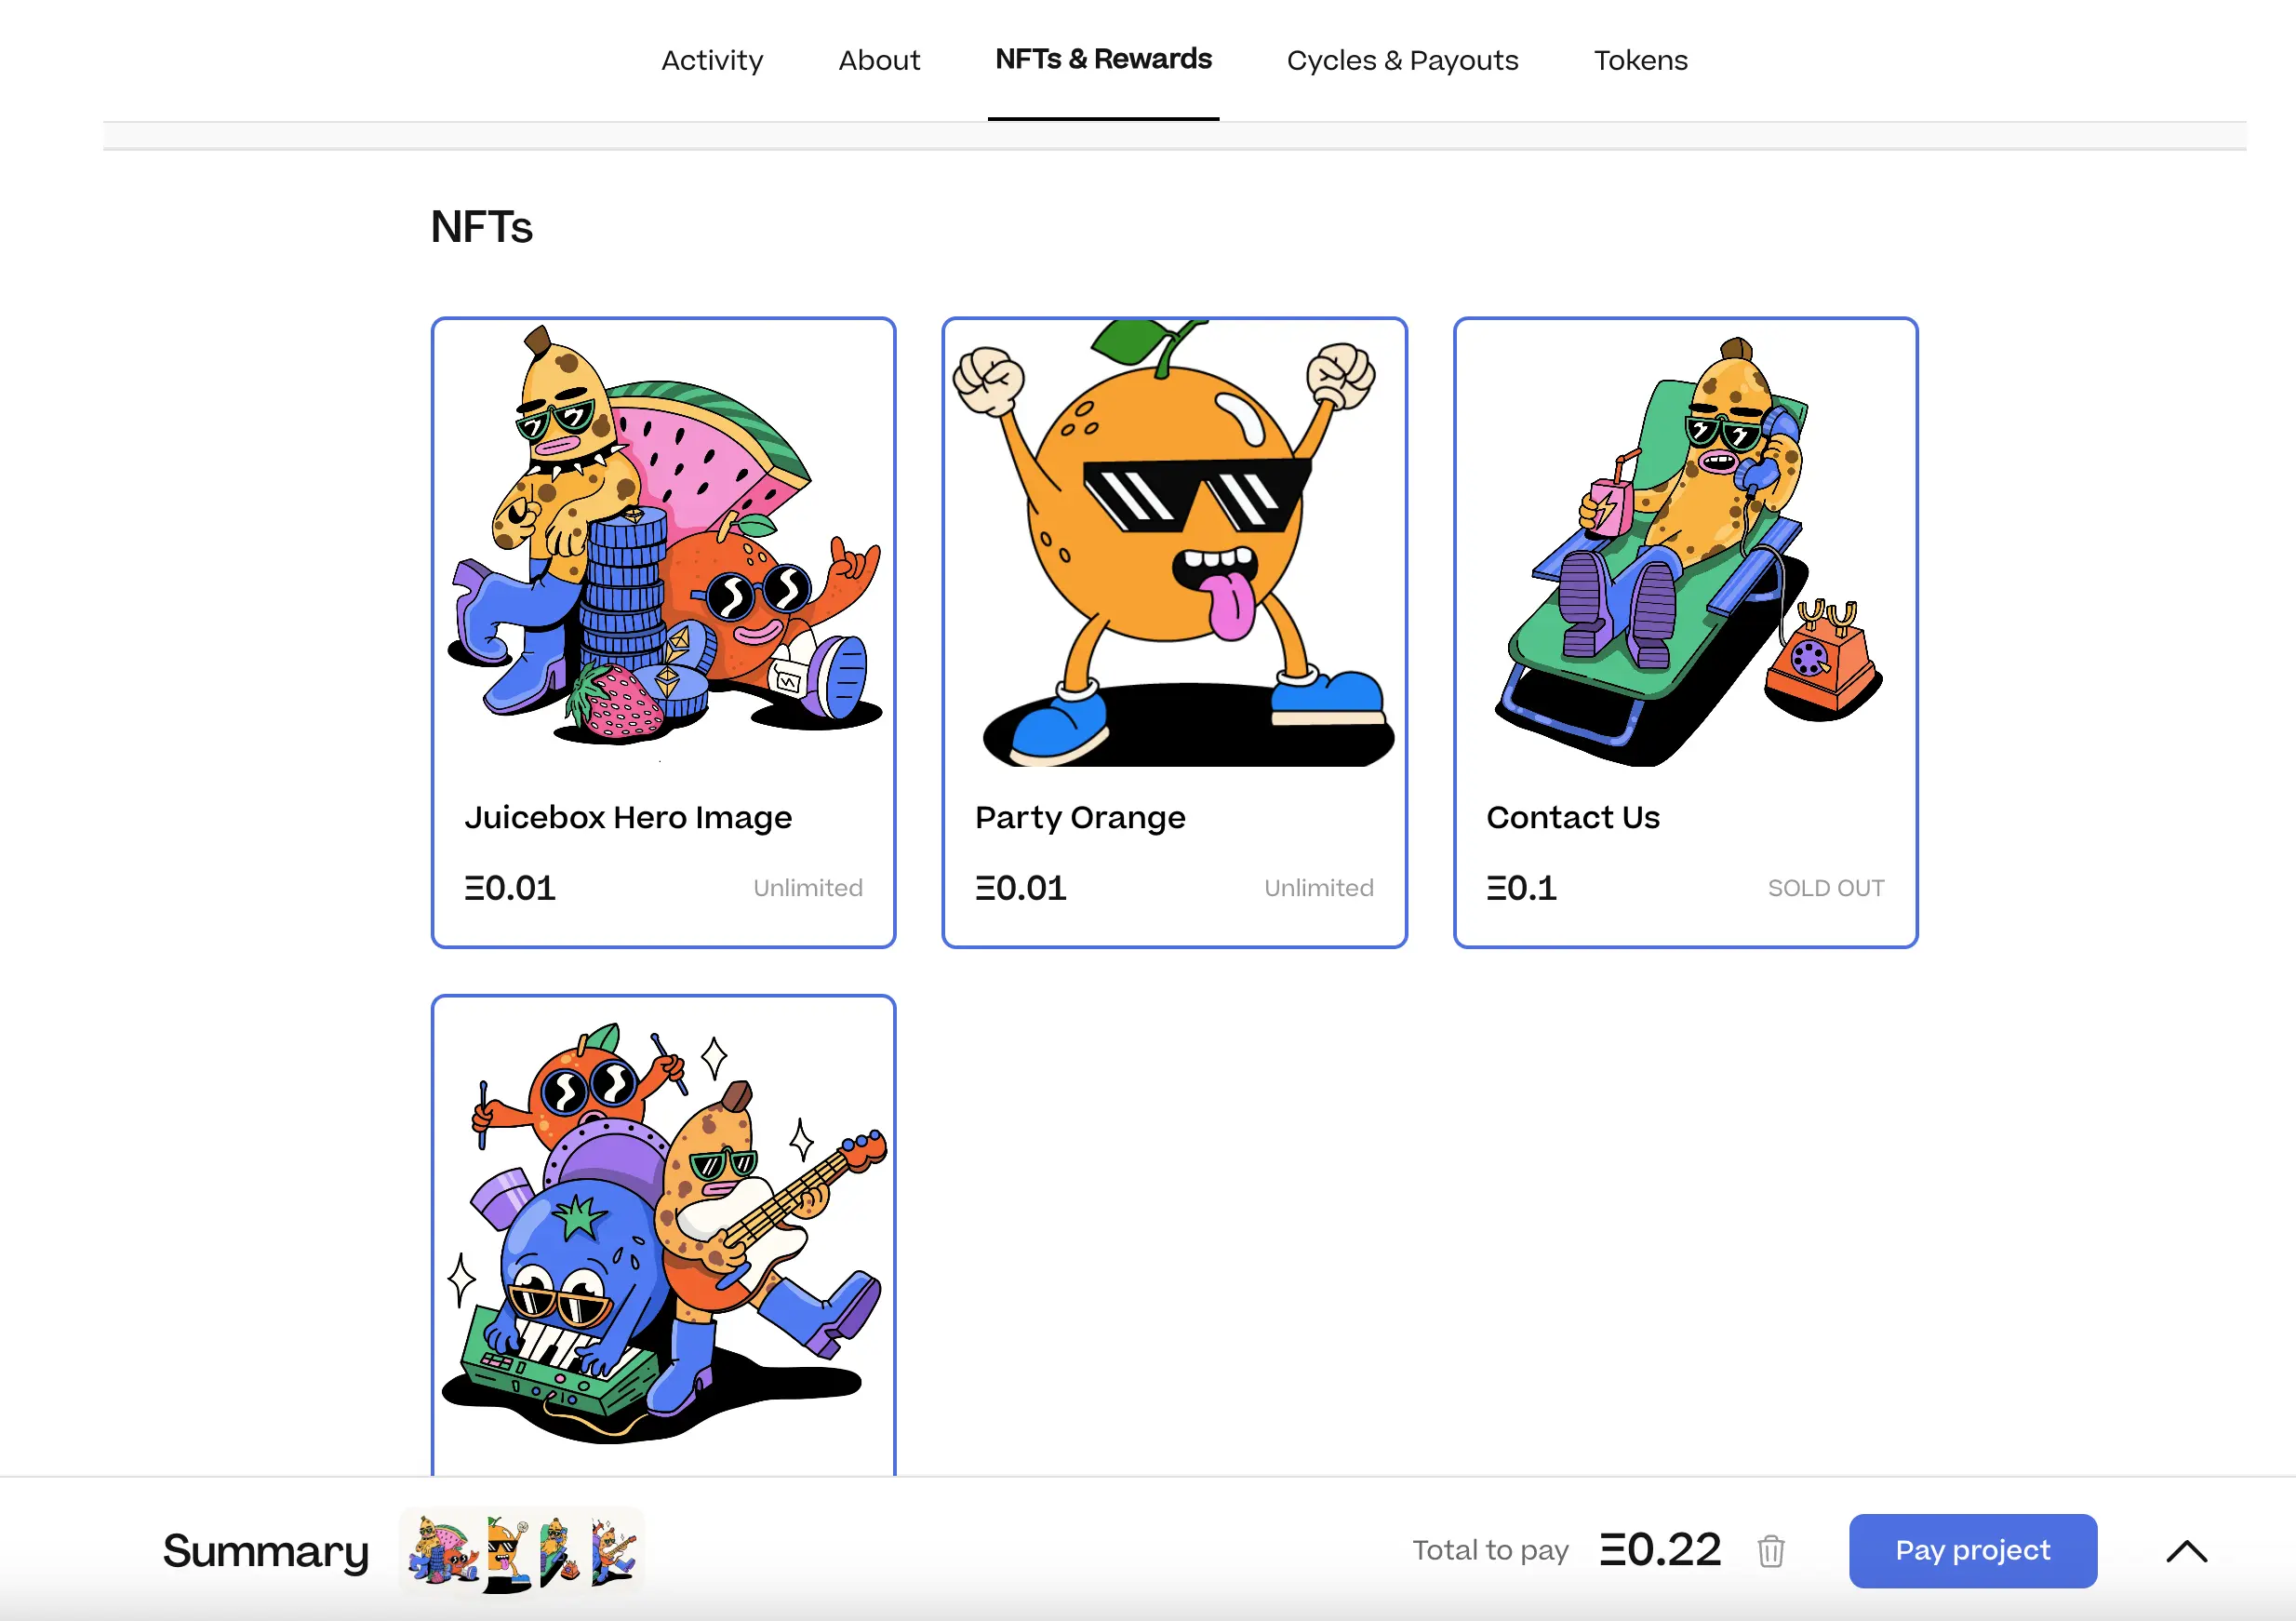 Activity About NFTs & Rewards Cycles & Payouts Tokens
NFTs
Juicebox Hero Image
Ξ0.01 Unlimited
Party Orange
Ξ0.01 Unlimited
Contact Us
Ξ0.1 SOLD OUT
Summary Total to pay Ξ0.22 Pay project